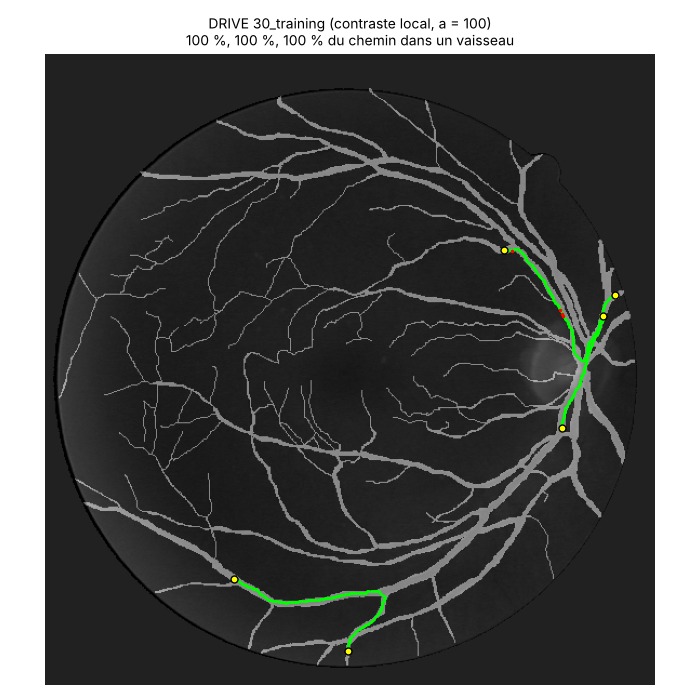 DRIVE 30_training (contraste local, a = 100)
100 %, 100 %, 100 % du chemin dans un vaisseau